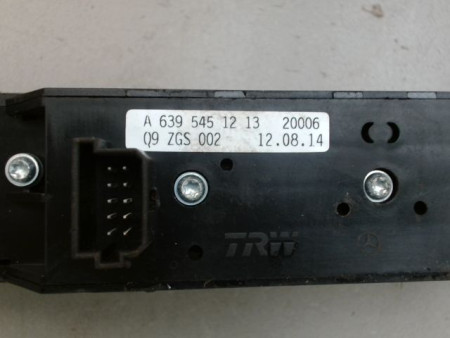 A 639 545 12 13 20006
Q9 ZGS 002 12.08.14
TRW